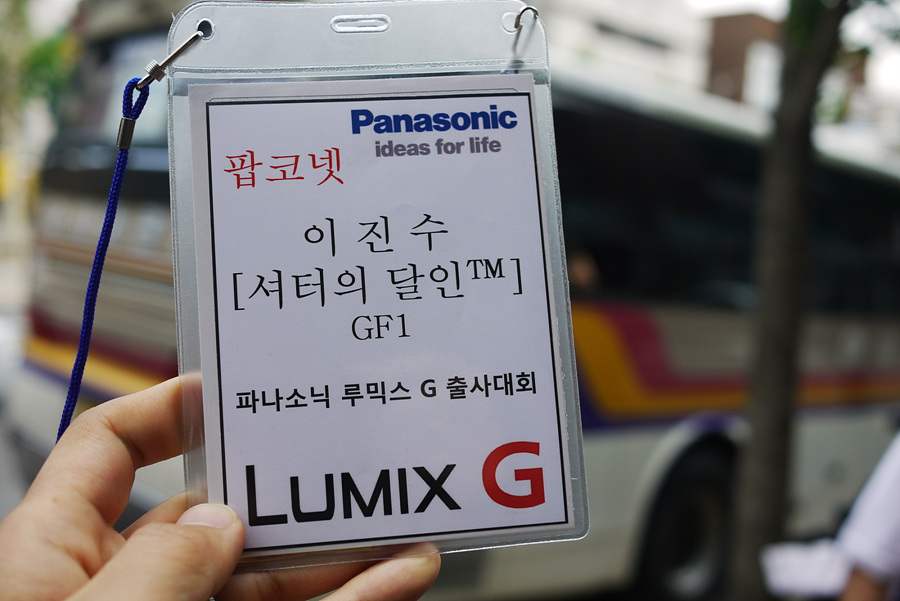 Panasonic
ideas for life
팝코넷
이진수
[셔터의 달인™]
GF1
파나소닉 루믹스 G 출사대회
LUMIX G